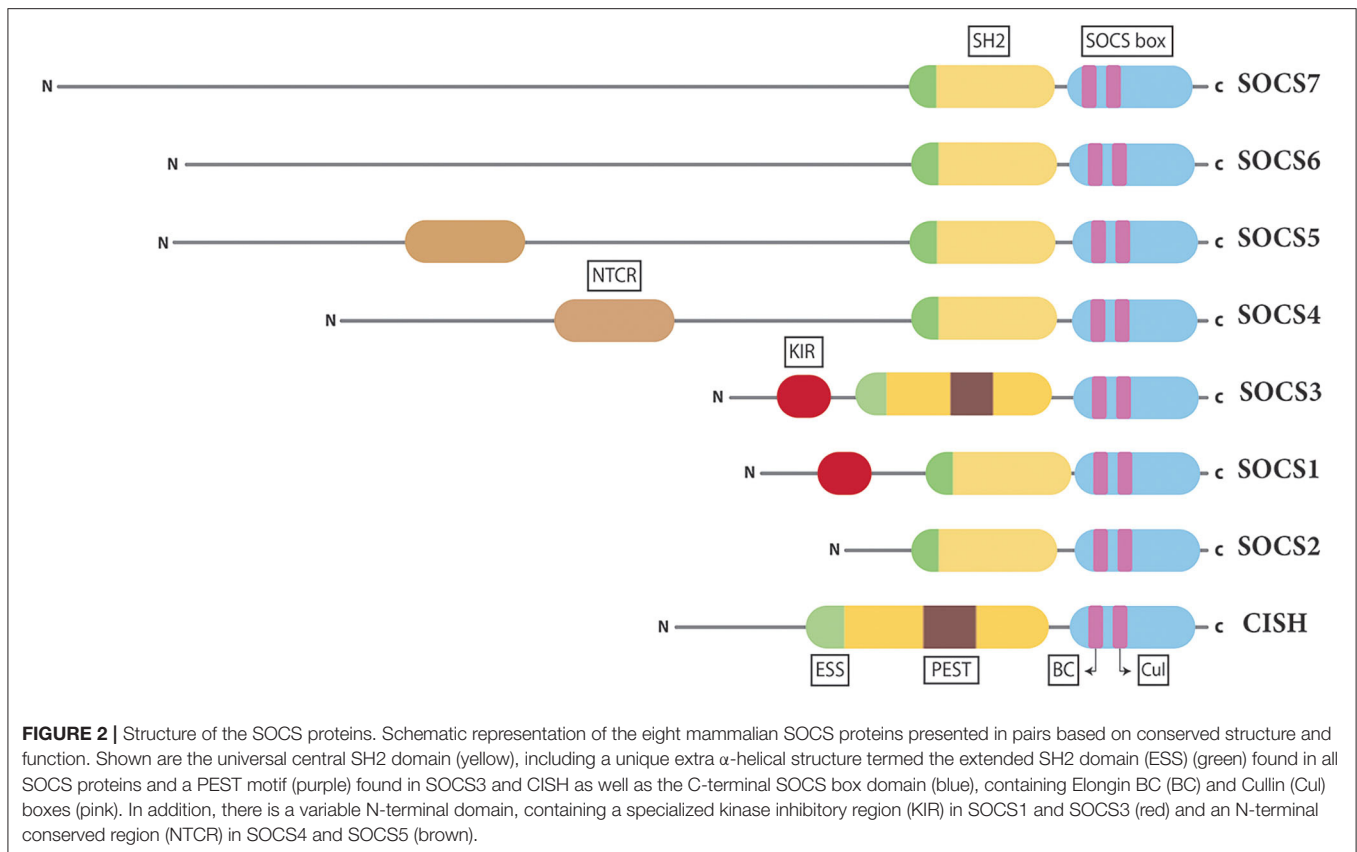 SH2 SOCS box
N C SOCS7
N C SOCS6
N C SOCS5
NTCR
N C SOCS4
KIR
N C SOCS3
N C SOCS1
N C SOCS2
N C CISH
ESS PEST BC Cul
FIGURE 2 | Structure of the SOCS proteins. Schematic representation of the eight mammalian SOCS proteins presented in pairs based on conserved structure and
function. Shown are the universal central SH2 domain (yellow), including a unique extra α-helical structure termed the extended SH2 domain (ESS) (green) found in all
SOCS proteins and a PEST motif (purple) found in SOCS3 and CISH as well as the C-terminal SOCS box domain (blue), containing Elongin BC (BC) and Cullin (Cul)
boxes (pink). In addition, there is a variable N-terminal domain, containing a specialized kinase inhibitory region (KIR) in SOCS1 and SOCS3 (red) and an N-terminal
conserved region (NTCR) in SOCS4 and SOCS5 (brown).